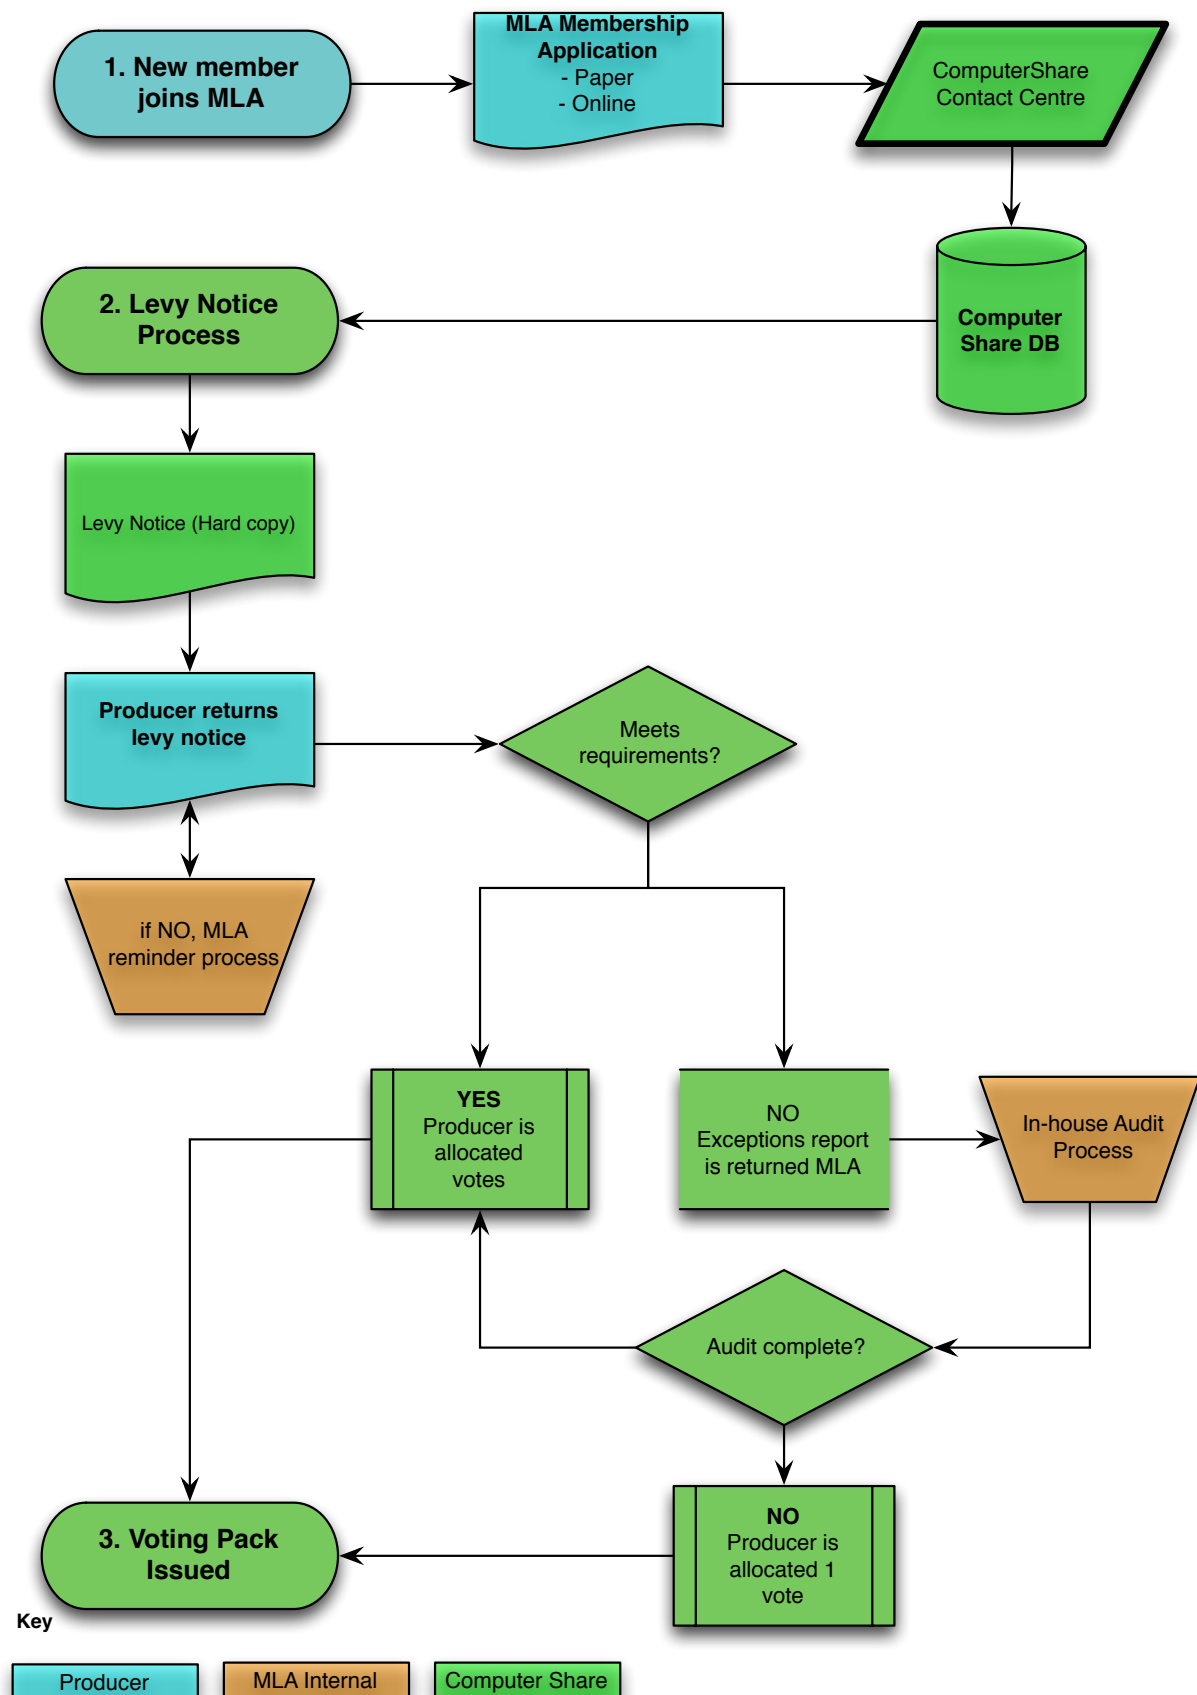 1. New member
joins MLA
MLA Membership
Application
- Paper
- Online
ComputerShare
Contact Centre
Computer
Share DB
2. Levy Notice
Process
Levy Notice (Hard copy)
Producer returns
levy notice
Meets
requirements?
if NO, MLA
reminder process
YES
Producer is
allocated
votes
NO
Exceptions report
is returned MLA
In-house Audit
Process
Audit complete?
NO
Producer is
allocated 1
vote
3. Voting Pack
Issued
Key
Producer
MLA Internal
Computer Share